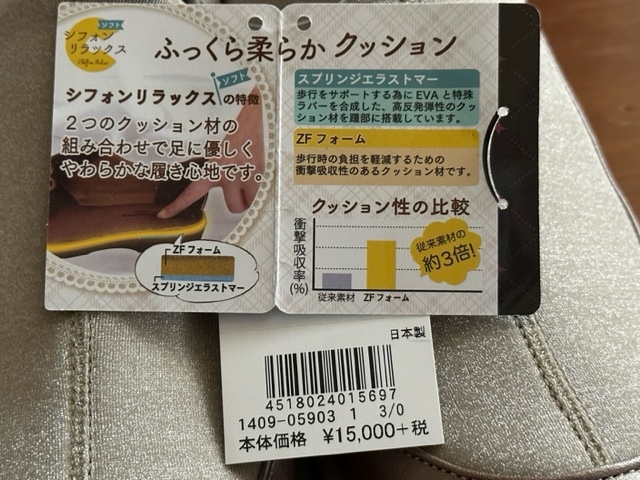 ソフト
シフォン
リラックス
Chiffon Relax
ふっくら柔らか クッション
ソフト
シフォンリラックスの特徴
2つのクッション材の
組み合わせで足に優しく
やわらかな履き心地です。
ZFフォーム
スプリンジエラストマー
スプリンジエラストマー
歩行をサポートする為にEVAと特殊
ラバーを合成した、高反発弾性のクッ
ション材を踵部に搭載しています。
ZFフォーム
歩行時の負担を軽減するための
衝撃吸収性のあるクッション材です。
クッション性の比較
衝撃吸収率(%)
従来素材の
約3倍!
従来素材 ZFフォーム
日本製
4518024015697
1409-05903 1 3/0
本体価格 ¥15,000+税